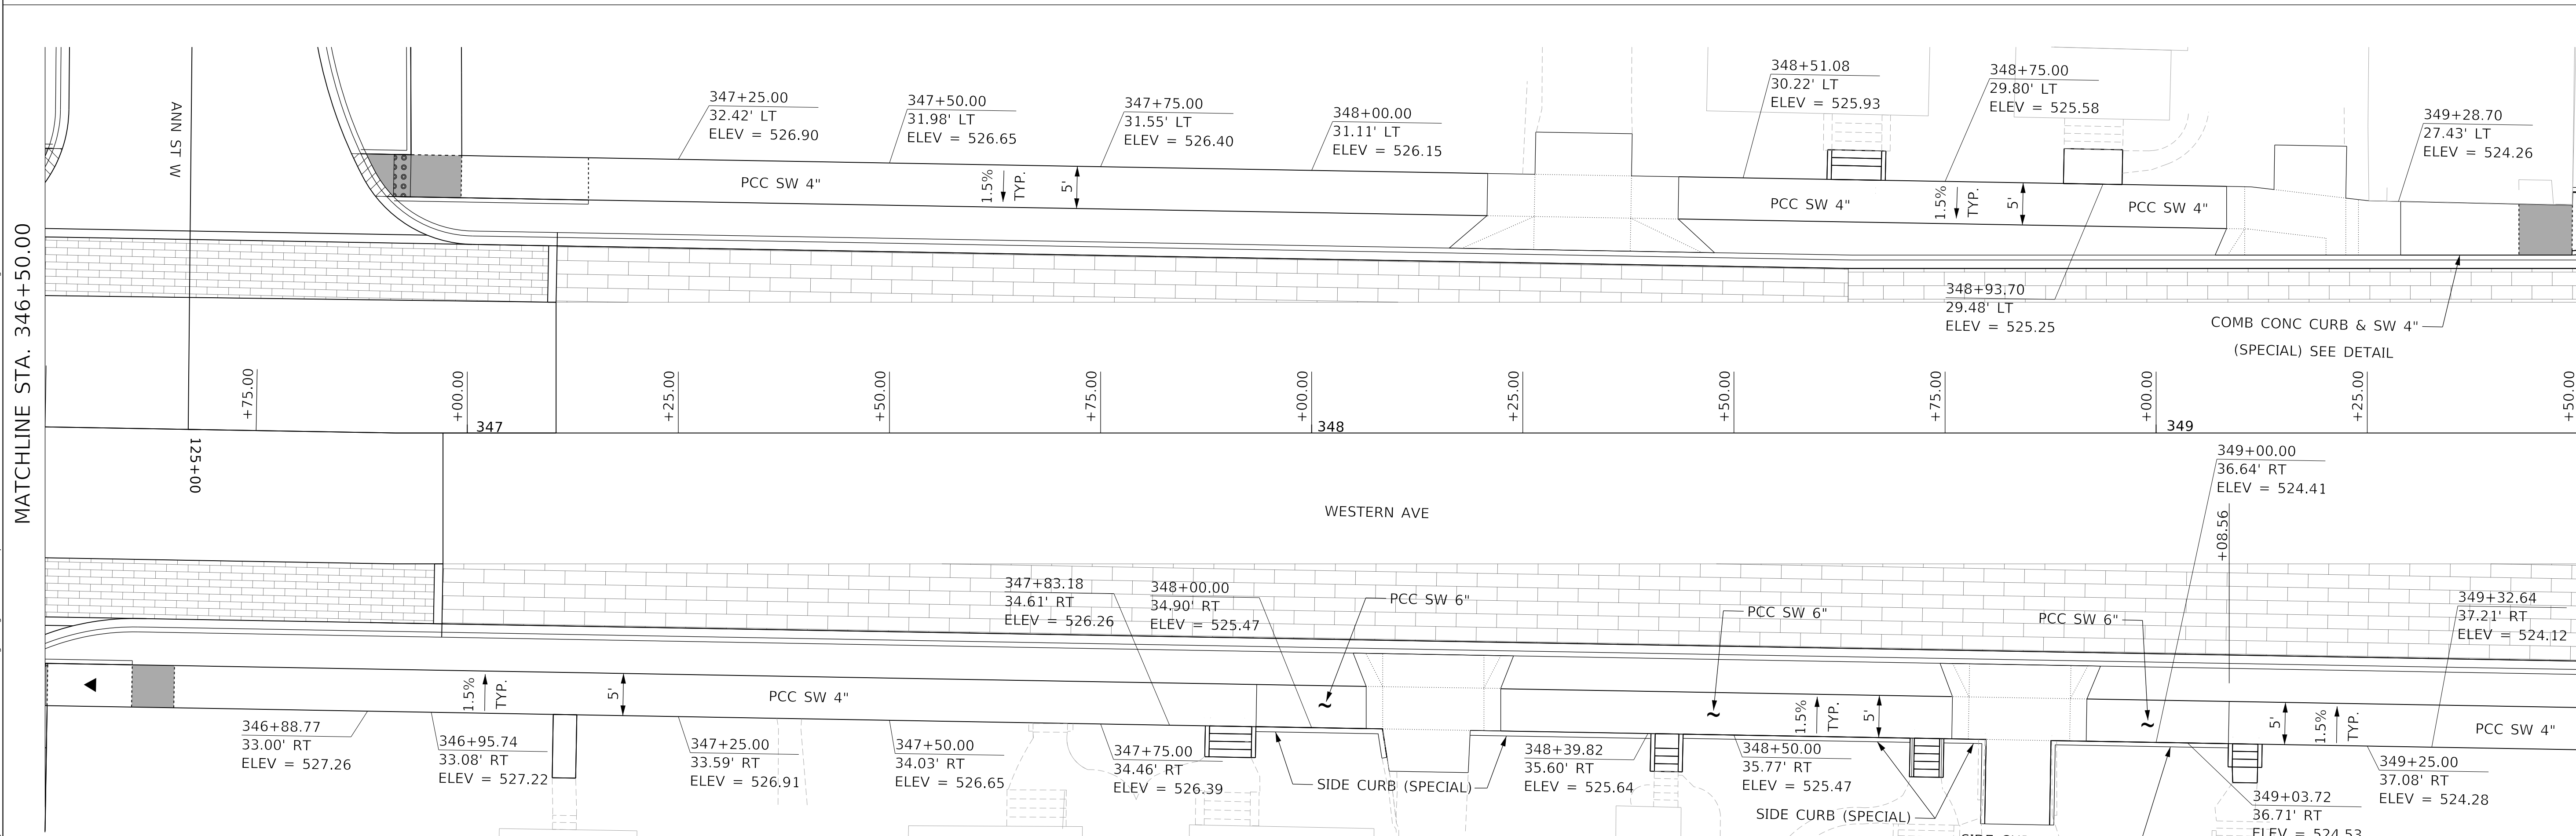 MATCHLINE STA. 346+50.00
ANN ST W
125+00
347+25.00
32.42' LT
ELEV = 526.90
347+50.00
31.98' LT
ELEV = 526.65
347+75.00
31.55' LT
ELEV = 526.40
348+00.00
31.11' LT
ELEV = 526.15
348+51.08
30.22' LT
ELEV = 525.93
348+75.00
29.80' LT
ELEV = 525.58
349+28.70
27.43' LT
ELEV = 524.26
PCC SW 4"
1.5%
TYP.
5'
PCC SW 4"
1.5%
TYP.
5'
PCC SW 4"
348+93.70
29.48' LT
ELEV = 525.25
COMB CONC CURB & SW 4"
(SPECIAL) SEE DETAIL
+75.00
+00.00
347
+25.00
+50.00
+75.00
+00.00
348
+25.00
+50.00
+75.00
+00.00
349
+25.00
+50.00
349+00.00
36.64' RT
ELEV = 524.41
+08.56
WESTERN AVE
347+83.18
34.61' RT
ELEV = 526.26
348+00.00
34.90' RT
ELEV = 525.47
PCC SW 6"
PCC SW 6"
PCC SW 6"
349+32.64
37.21' RT
ELEV = 524.12
1.5%
TYP.
5'
PCC SW 4"
1.5%
TYP.
5'
5'
1.5%
TYP.
PCC SW 4"
346+88.77
33.00' RT
ELEV = 527.26
346+95.74
33.08' RT
ELEV = 527.22
347+25.00
33.59' RT
ELEV = 526.91
347+50.00
34.03' RT
ELEV = 526.65
347+75.00
34.46' RT
ELEV = 526.39
SIDE CURB (SPECIAL)
348+39.82
35.60' RT
ELEV = 525.64
348+50.00
35.77' RT
ELEV = 525.47
SIDE CURB (SPECIAL)
349+25.00
37.08' RT
ELEV = 524.28
349+03.72
36.71' RT
ELEV = 524.53